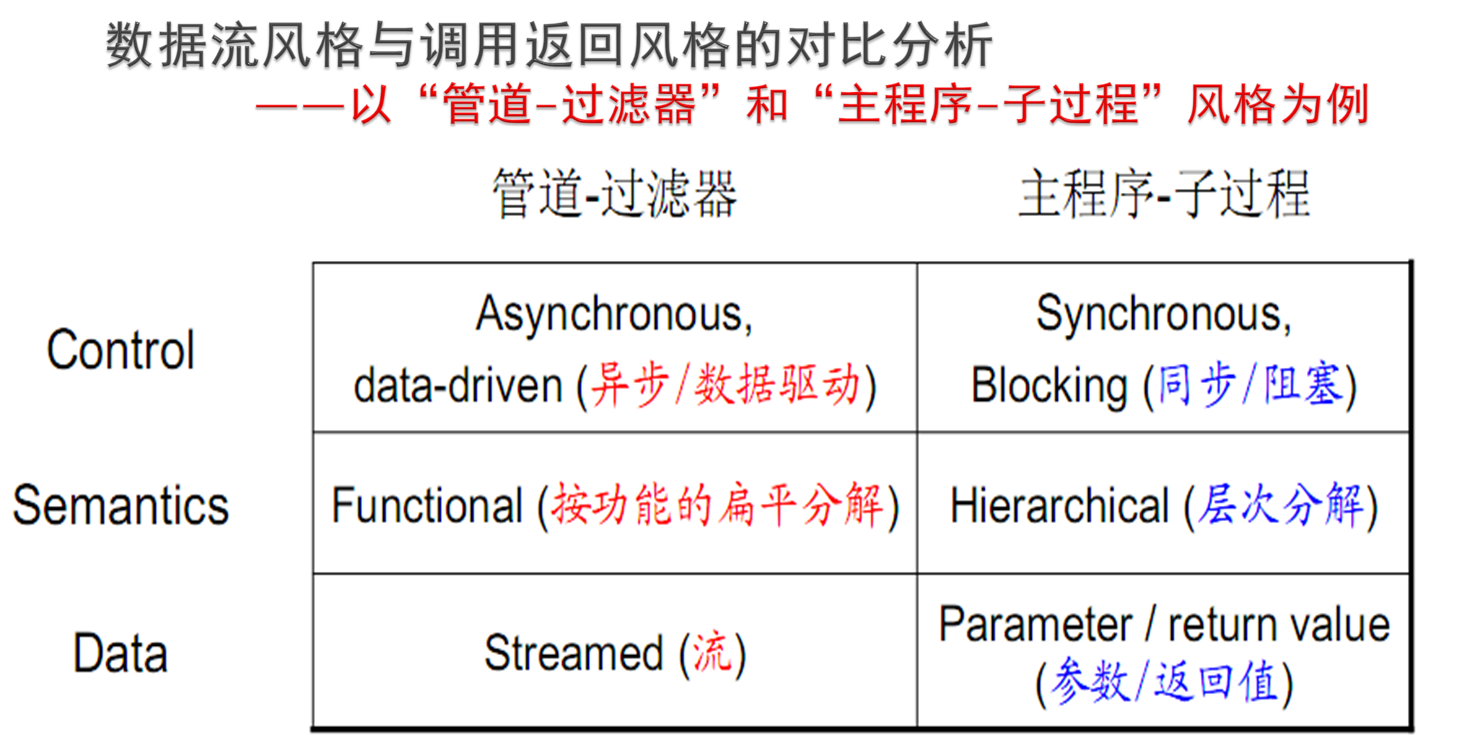 数据流风格与调用返回风格的对比分析
——以“管道-过滤器”和“主程序-子过程”风格为例
管道-过滤器
主程序-子过程
Control
Asynchronous,
data-driven (异步/数据驱动)
Synchronous,
Blocking (同步/阻塞)
Semantics
Functional (按功能的扁平分解)
Hierarchical (层次分解)
Data
Streamed (流)
Parameter / return value
(参数/返回值)